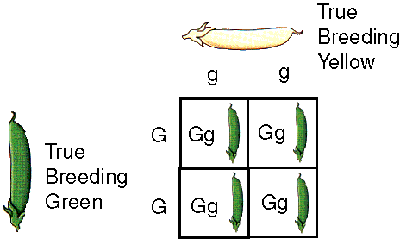 True
Breeding
Yellow
g g
G Gg Gg
True
Breeding
Green
G Gg Gg